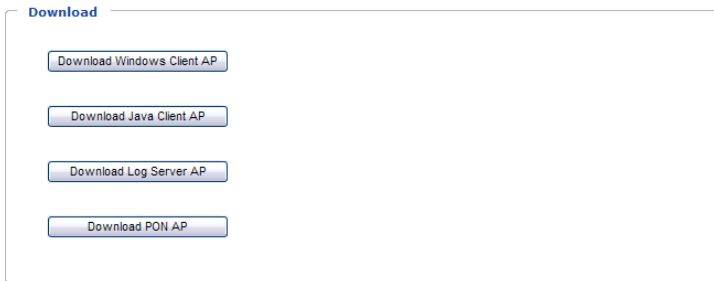 Download
Download Windows Client AP
Download Java Client AP
Download Log Server AP
Download PON AP